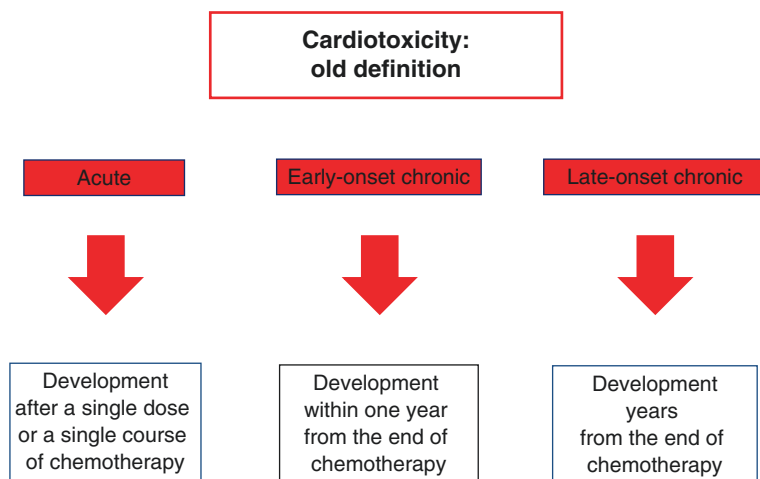 Cardiotoxicity:
old definition
Acute
Early-onset chronic
Late-onset chronic
Development
after a single dose
or a single course
of chemotherapy
Development
within one year
from the end of
chemotherapy
Development
years
from the end of
chemotherapy